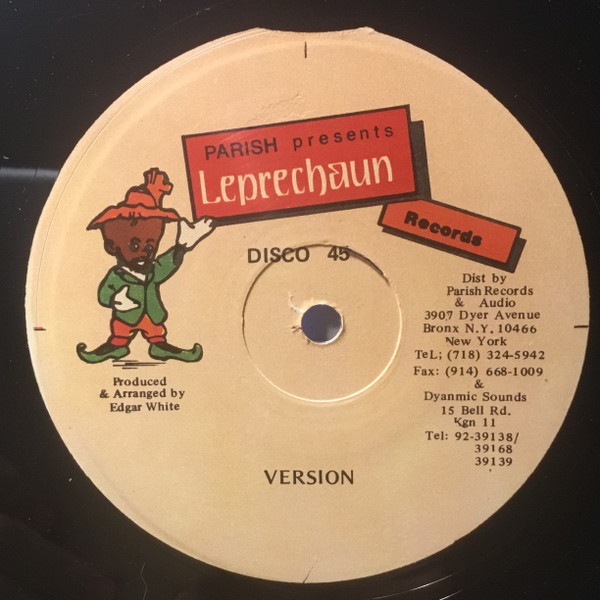 PARISH presents
Leprechaun
Records
DISCO 45
Dist by
Parish Records
& Audio
3907 Dyer Avenue
Bronx N.Y. 10466
New York
TeL; (718) 324-5942
Fax: (914) 668-1009
&
Dyanmic Sounds
15 Bell Rd.
Kgn 11
Tel: 92-39138/
39168
39139
Produced
& Arranged by
Edgar White
VERSION